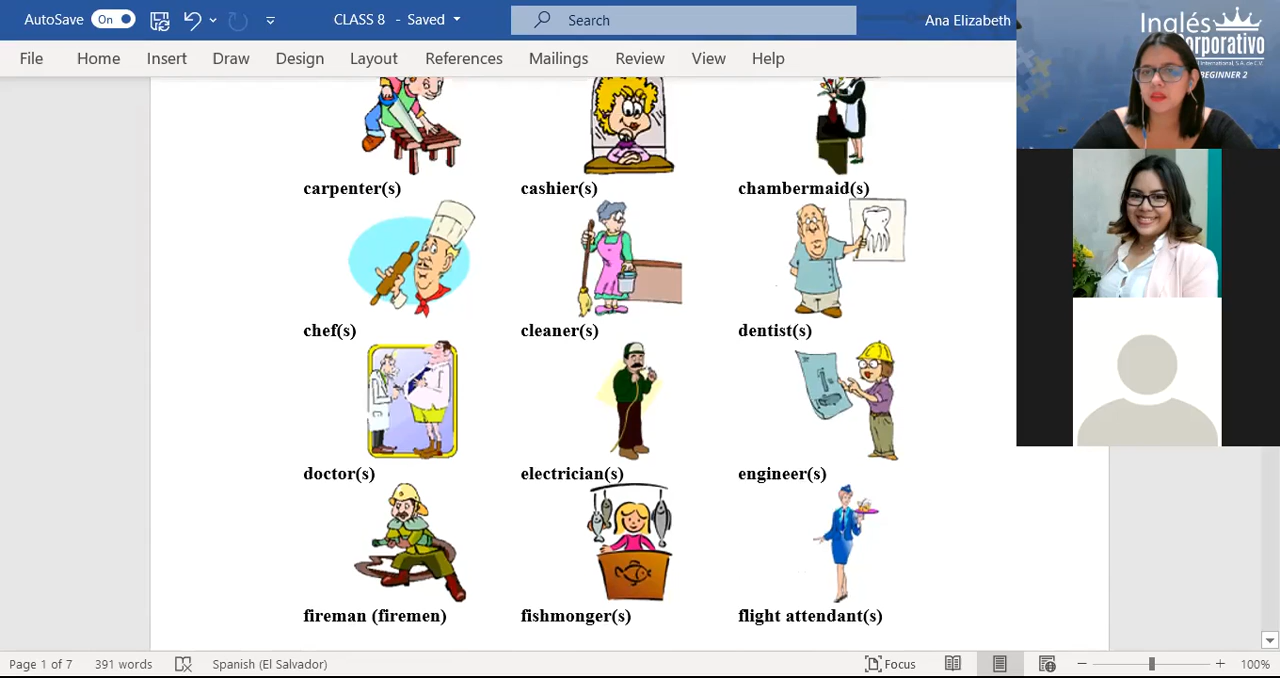 AutoSave On CLASS 8 - Saved Search Ana Elizabeth
File Home Insert Draw Design Layout References Mailings Review View Help
Inglés
Corporativo
International, S.A. de C.V.
BEGINNER 2
carpenter(s) cashier(s) chambermaid(s)
chef(s) cleaner(s) dentist(s)
doctor(s) electrician(s) engineer(s)
fireman (firemen) fishmonger(s) flight attendant(s)
Page 1 of 7 391 words Spanish (El Salvador) Focus 100%